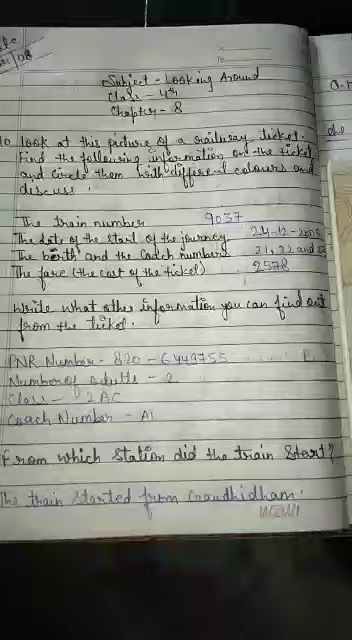 Subject - Looking Around
Class - 4th
Chapter - 8
Look at this picture of a railway ticket.
Find the following information on the ticket
and circle them with different colours and
discuss.
The train number 9037
The date of the start of the journey 24-12-2008
The berth and the coach numbers 21, 22 and
The fare (the cost of the ticket) 2578
Write what other information you can find out
from the ticket.
PNR Number - 820-6449755
Number of adults - 2
Class - 2 AC
Coach Number - A1
From which station did the train start?
The train started from Gandhidham.